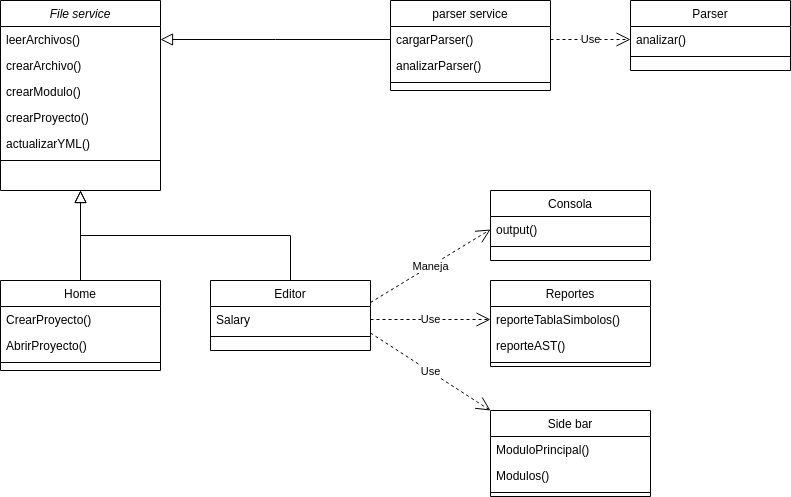 File service
leerArchivos()
crearArchivo()
crearModulo()
crearProyecto()
actualizarYML()
parser service
cargarParser()
analizarParser()
Use
Parser
analizar()
Home
CrearProyecto()
AbrirProyecto()
Editor
Salary
Maneja
Use
Use
Consola
output()
Reportes
reporteTablaSimbolos()
reporteAST()
Side bar
ModuloPrincipal()
Modulos()